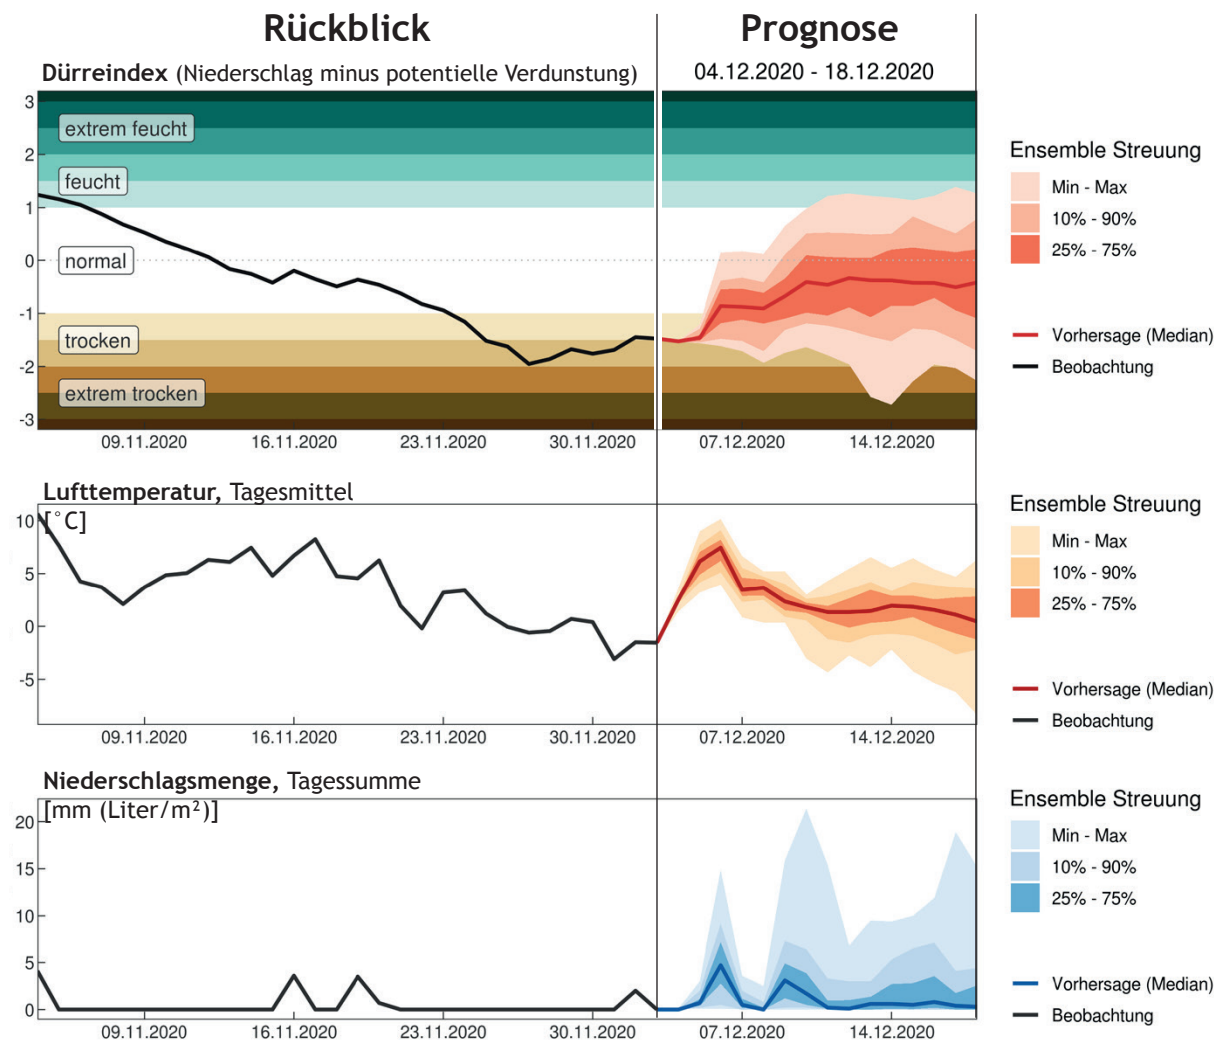 Rückblick
Prognose
Dürreindex (Niederschlag minus potentielle Verdunstung)
04.12.2020 - 18.12.2020
3
2
1
0
-1
-2
-3
extrem feucht
feucht
normal
trocken
extrem trocken
09.11.2020
16.11.2020
23.11.2020
30.11.2020
07.12.2020
14.12.2020
Ensemble Streuung
Min - Max
10% - 90%
25% - 75%
Vorhersage (Median)
Beobachtung
Lufttemperatur, Tagesmittel
[°C]
10
5
0
-5
09.11.2020
16.11.2020
23.11.2020
30.11.2020
07.12.2020
14.12.2020
Ensemble Streuung
Min - Max
10% - 90%
25% - 75%
Vorhersage (Median)
Beobachtung
Niederschlagsmenge, Tagessumme
[mm (Liter/m²)]
20
15
10
5
0
09.11.2020
16.11.2020
23.11.2020
30.11.2020
07.12.2020
14.12.2020
Ensemble Streuung
Min - Max
10% - 90%
25% - 75%
Vorhersage (Median)
Beobachtung